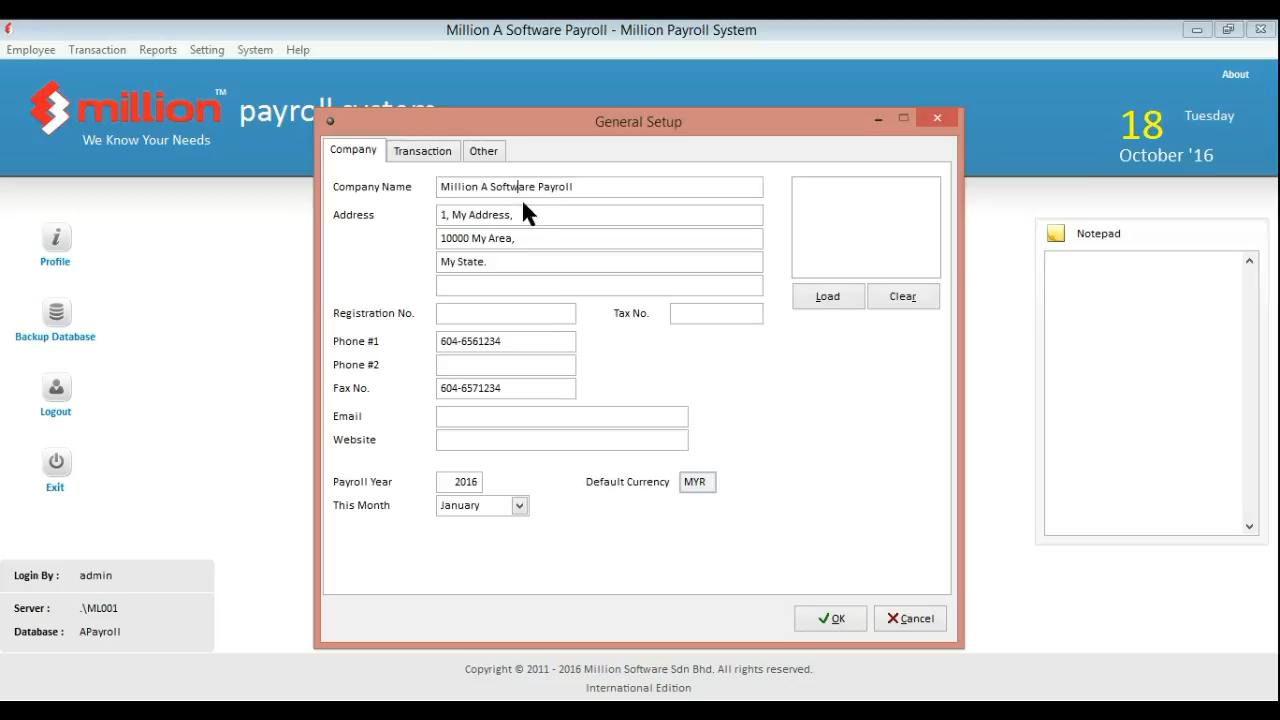 Million A Software Payroll - Million Payroll System
Employee Transaction Reports Setting System Help
About
million™
payroll system
We Know Your Needs
18 Tuesday
October '16
General Setup
Company Transaction Other
Company Name Million A Software Payroll
Address 1, My Address,
10000 My Area,
My State.
Load Clear
Registration No. Tax No.
Phone #1 604-6561234
Phone #2
Fax No. 604-6571234
Email
Website
Payroll Year 2016 Default Currency MYR
This Month January
OK Cancel
Profile
Backup Database
Logout
Exit
Notepad
Login By : admin
Server : .\ML001
Database : APayroll
Copyright © 2011 - 2016 Million Software Sdn Bhd. All rights reserved.
International Edition